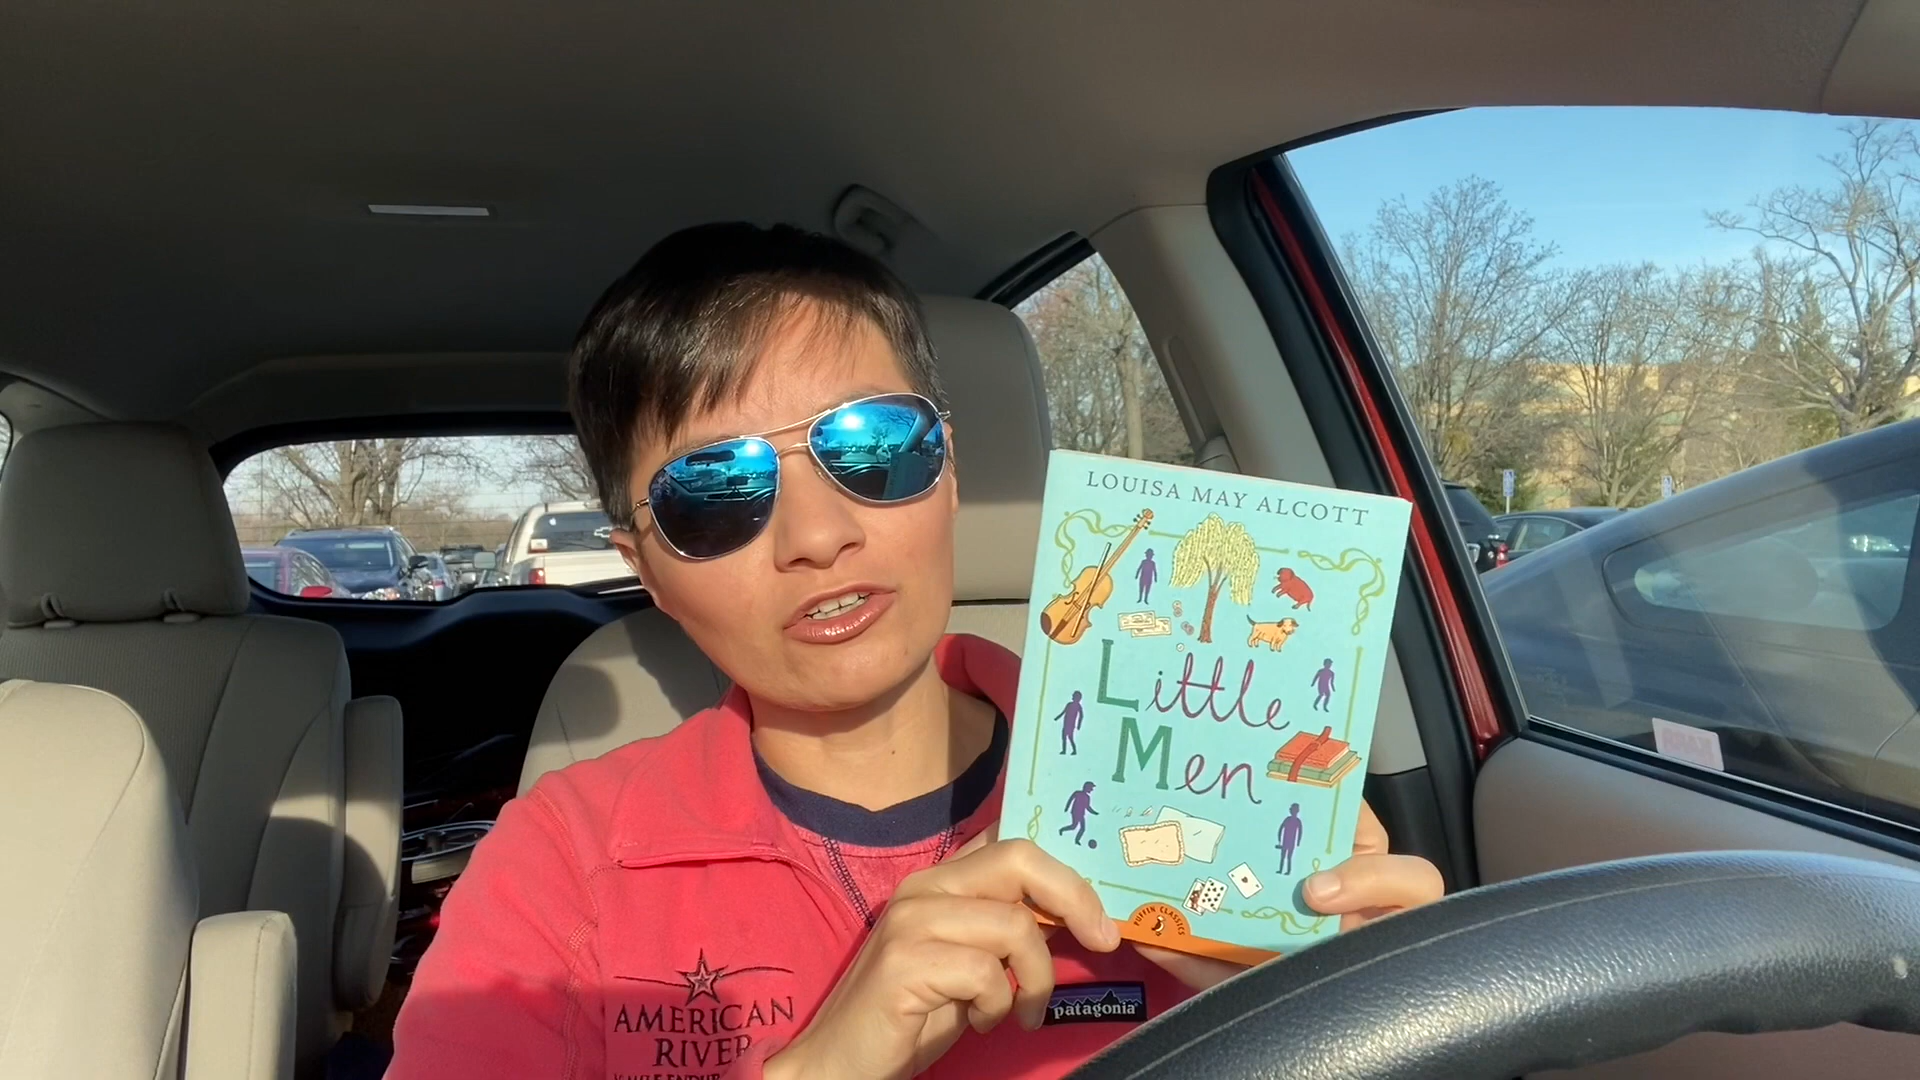 LOUISA MAY ALCOTT
Little
Men
PUFFIN CLASSICS
AMERICAN
RIVER
patagonia